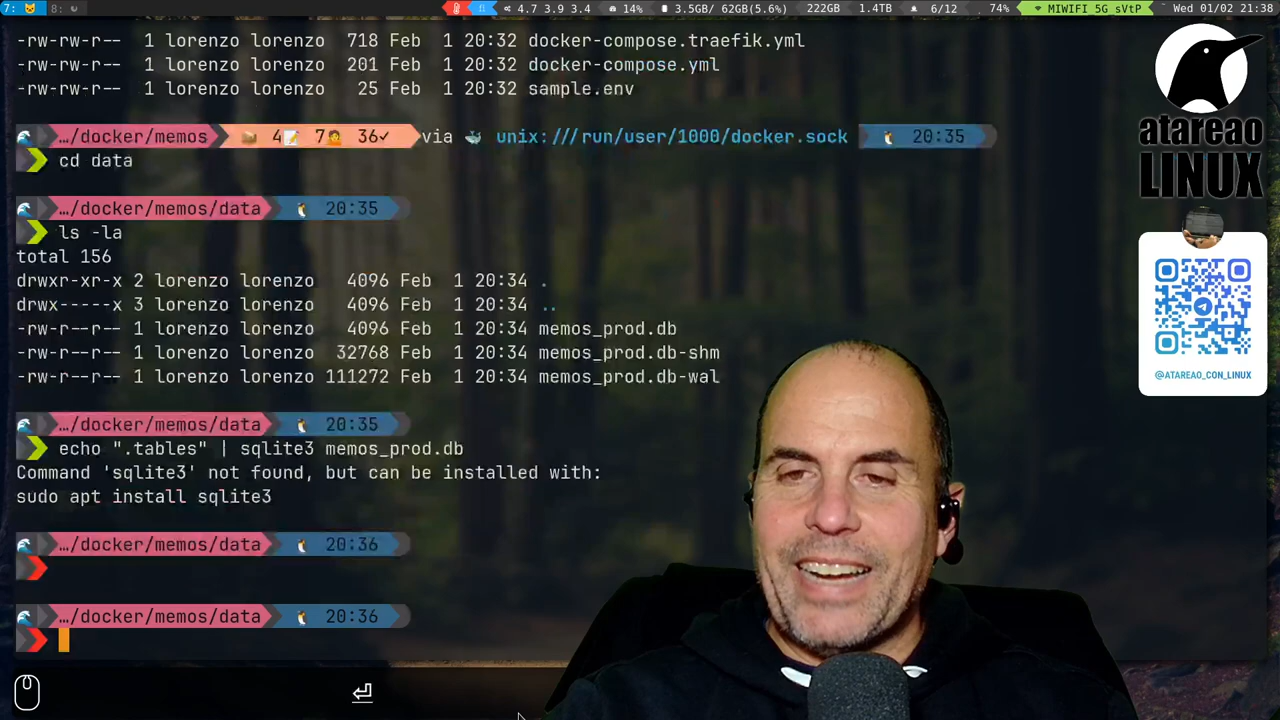 7: 8: 4.7 3.9 3.4 14% 3.5GB/ 62GB(5.6%) 222GB 1.4TB 6/12 74% MIWIFI 5G sVtP Wed 01/02 21:38
-rw-rw-r-- 1 lorenzo lorenzo 718 Feb 1 20:32 docker-compose.traefik.yml
-rw-rw-r-- 1 lorenzo lorenzo 201 Feb 1 20:32 docker-compose.yml
-rw-rw-r-- 1 lorenzo lorenzo 25 Feb 1 20:32 sample.env
…/docker/memos 4 7 36✓ via unix:///run/user/1000/docker.sock 20:35
cd data
…/docker/memos/data 20:35
ls -la
total 156
drwxr-xr-x 2 lorenzo lorenzo 4096 Feb 1 20:34 .
drwx-----x 3 lorenzo lorenzo 4096 Feb 1 20:34 ..
-rw-r--r-- 1 lorenzo lorenzo 4096 Feb 1 20:34 memos_prod.db
-rw-r--r-- 1 lorenzo lorenzo 32768 Feb 1 20:34 memos_prod.db-shm
-rw-r--r-- 1 lorenzo lorenzo 111272 Feb 1 20:34 memos_prod.db-wal
…/docker/memos/data 20:35
echo ".tables" | sqlite3 memos_prod.db
Command 'sqlite3' not found, but can be installed with:
sudo apt install sqlite3
…/docker/memos/data 20:36
…/docker/memos/data 20:36
atareao
LINUX
@ATAREAO_CON_LINUX